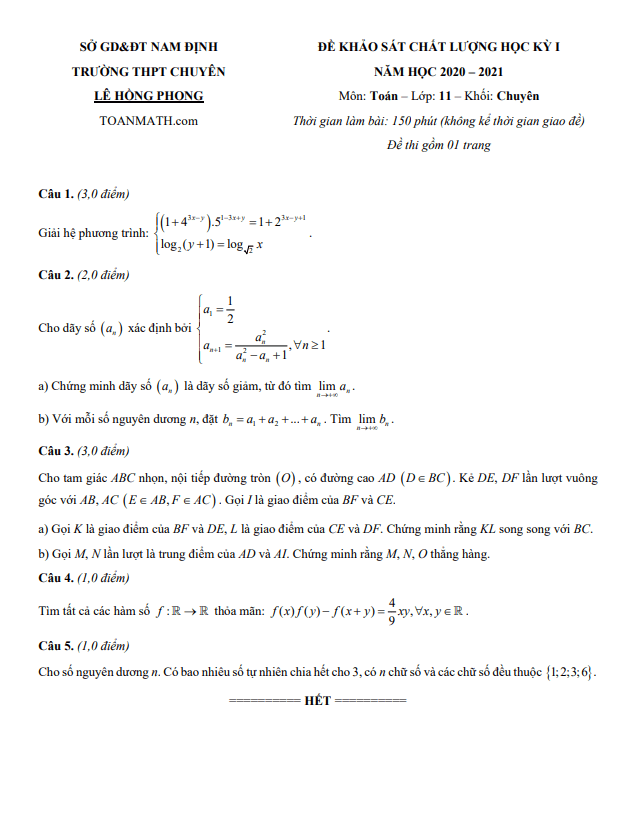 SỞ GD&ĐT NAM ĐỊNH
TRƯỜNG THPT CHUYÊN
LÊ HỒNG PHONG
TOANMATH.com
ĐỀ KHẢO SÁT CHẤT LƯỢNG HỌC KỲ I
NĂM HỌC 2020 – 2021
Môn: Toán – Lớp: 11 – Khối: Chuyên
Thời gian làm bài: 150 phút (không kể thời gian giao đề)
Đề thi gồm 01 trang
Câu 1. (3,0 điểm)
Giải hệ phương trình: $\begin{cases} \left(1+4^{3x-y}\right).5^{1-3x+y} = 1+2^{3x-y+1} \\ \log_2(y+1) = \log_{\sqrt{2}} x \end{cases}$.
Câu 2. (2,0 điểm)
Cho dãy số $(a_n)$ xác định bởi $\begin{cases} a_1 = \frac{1}{2} \\ a_{n+1} = \frac{a_n^2}{a_n^2 - a_n + 1}, \forall n \geq 1 \end{cases}$.
a) Chứng minh dãy số $(a_n)$ là dãy số giảm, từ đó tìm $\lim_{n \to +\infty} a_n$.
b) Với mỗi số nguyên dương n, đặt $b_n = a_1 + a_2 + ... + a_n$. Tìm $\lim_{n \to +\infty} b_n$.
Câu 3. (3,0 điểm)
Cho tam giác ABC nhọn, nội tiếp đường tròn (O), có đường cao AD (D ∈ BC). Kẻ DE, DF lần lượt vuông
góc với AB, AC (E ∈ AB, F ∈ AC). Gọi I là giao điểm của BF và CE.
a) Gọi K là giao điểm của BF và DE, L là giao điểm của CE và DF. Chứng minh rằng KL song song với BC.
b) Gọi M, N lần lượt là trung điểm của AD và AI. Chứng minh rằng M, N, O thẳng hàng.
Câu 4. (1,0 điểm)
Tìm tất cả các hàm số $f : \mathbb{R} \to \mathbb{R}$ thỏa mãn: $f(x)f(y) - f(x+y) = \frac{4}{9}xy, \forall x, y \in \mathbb{R}$.
Câu 5. (1,0 điểm)
Cho số nguyên dương n. Có bao nhiêu số tự nhiên chia hết cho 3, có n chữ số và các chữ số đều thuộc {1;2;3;6}.
========== HẾT ==========